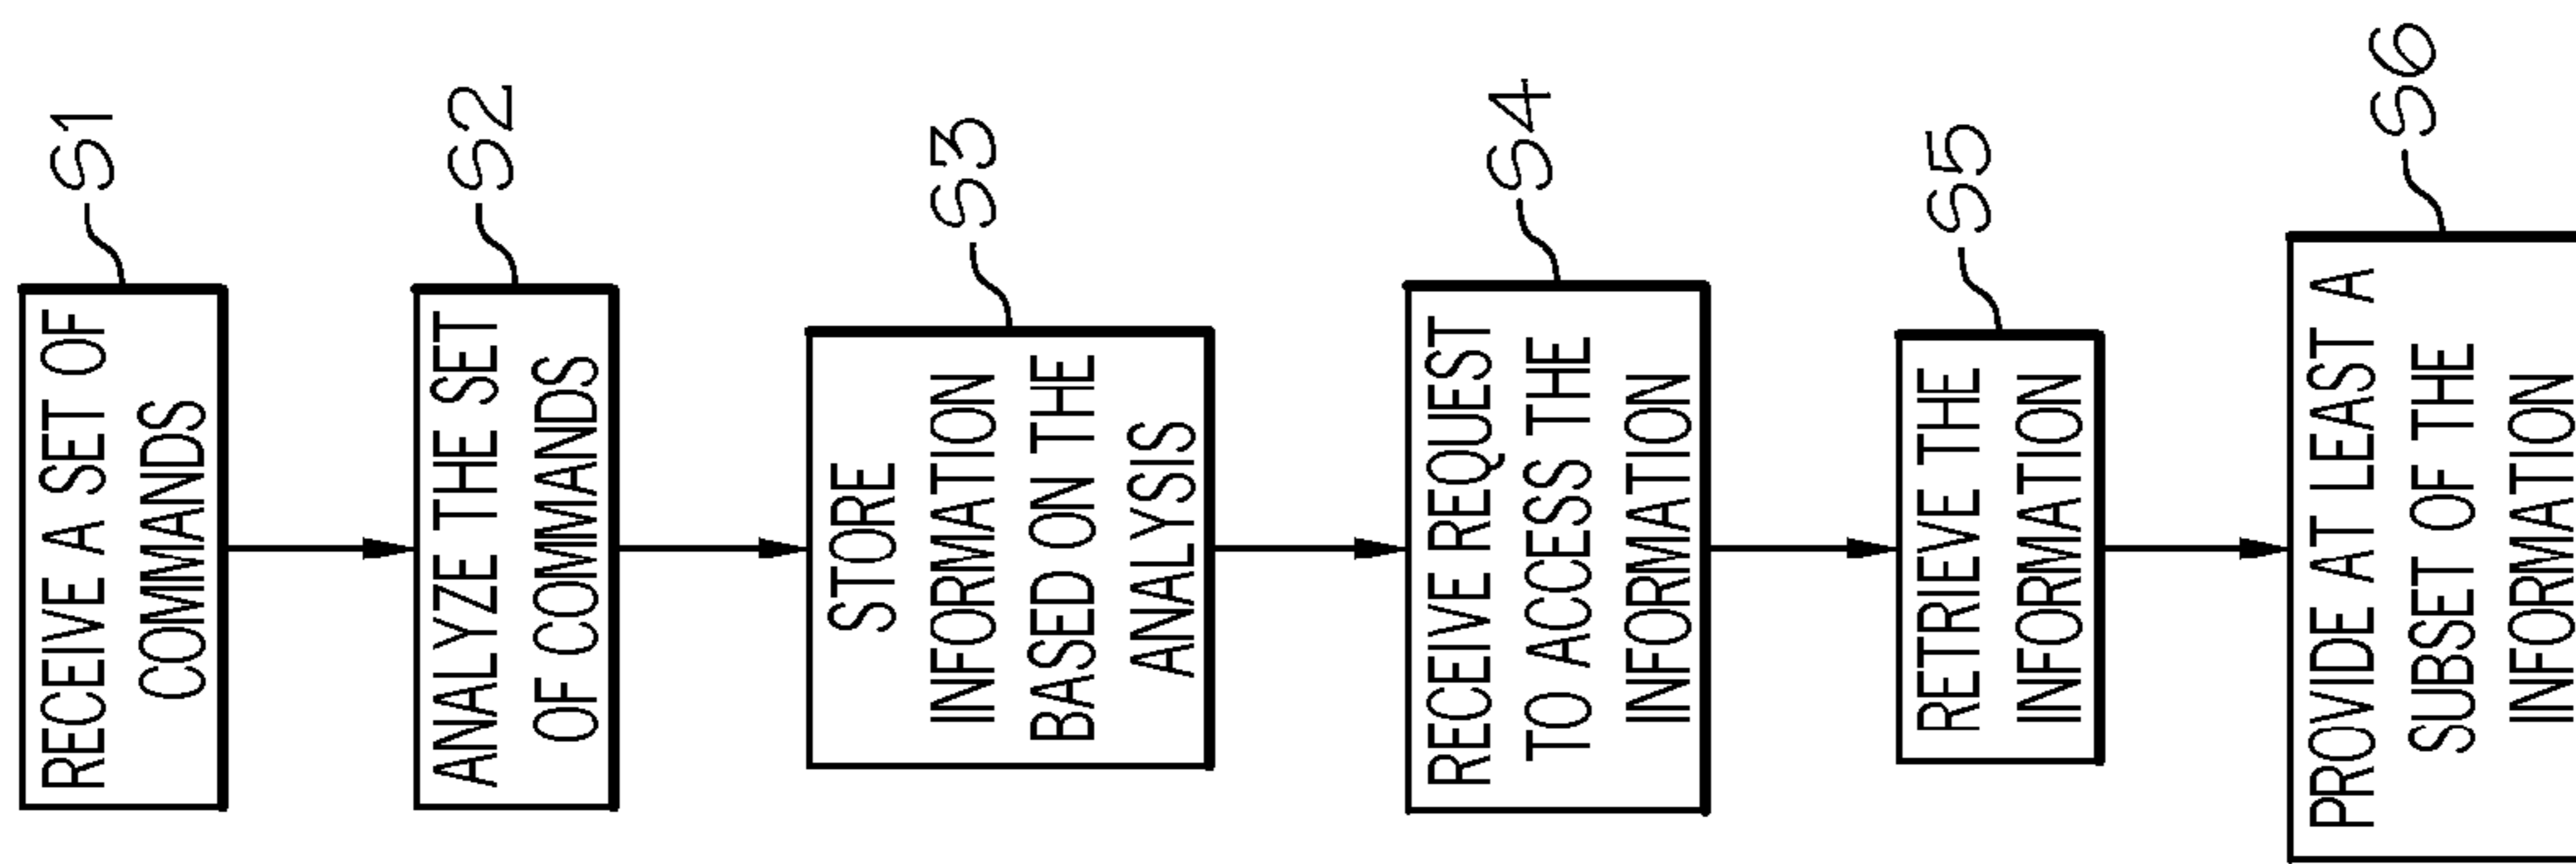 RECEIVE A SET OF
COMMANDS
S1
ANALYZE THE SET
OF COMMANDS
S2
STORE
INFORMATION
BASED ON THE
ANALYSIS
S3
RECEIVE REQUEST
TO ACCESS THE
INFORMATION
S4
RETRIEVE THE
INFORMATION
S5
PROVIDE AT LEAST A
SUBSET OF THE
INFORMATION
S6